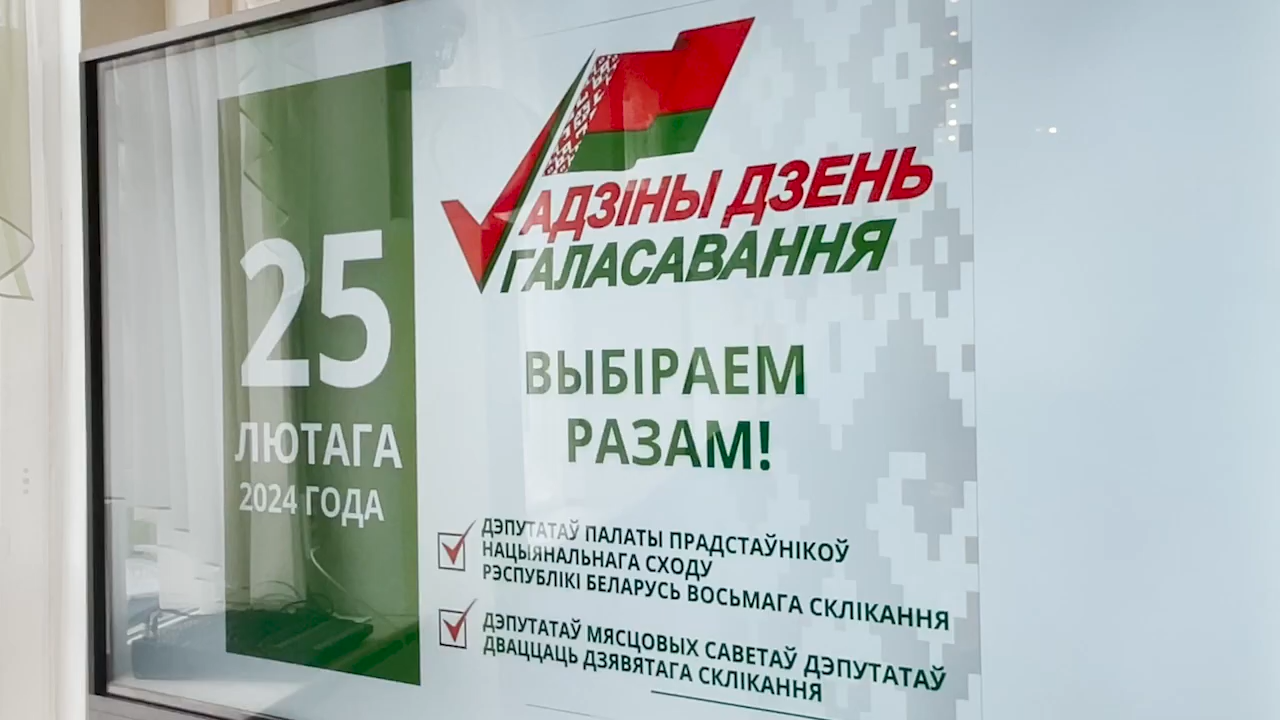 25
ЛЮТАГА
2024 ГОДА
АДЗІНЫ ДЗЕНЬ
ГАЛАСАВАННЯ
ВЫБІРАЕМ
РАЗАМ!
ДЭПУТАТАЎ ПАЛАТЫ ПРАДСТАЎНІКОЎ
НАЦЫЯНАЛЬНАГА СХОДУ
РЭСПУБЛІКІ БЕЛАРУСЬ ВОСЬМАГА СКЛІКАННЯ
ДЭПУТАТАЎ МЯСЦОВЫХ САВЕТАЎ ДЭПУТАТАЎ
ДВАЦЦАЦЬ ДЗЯВЯТАГА СКЛІКАННЯ